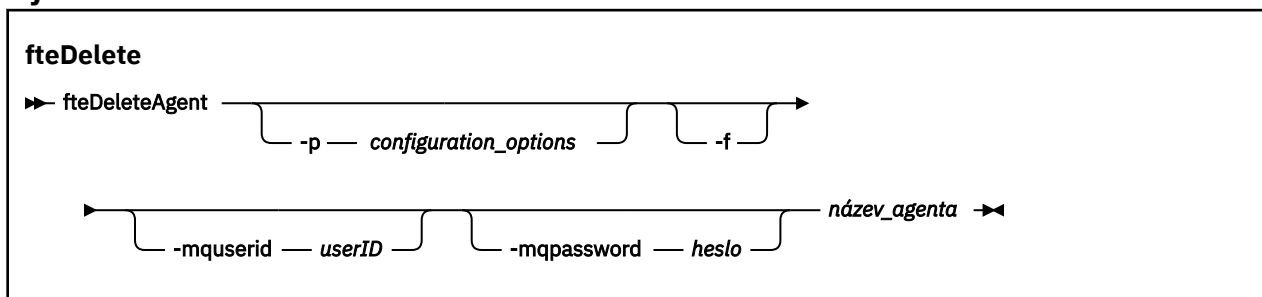 fteDelete
fteDeleteAgent
-p configuration_options -f
název_agenta
-mquserid userID -mqpassword heslo